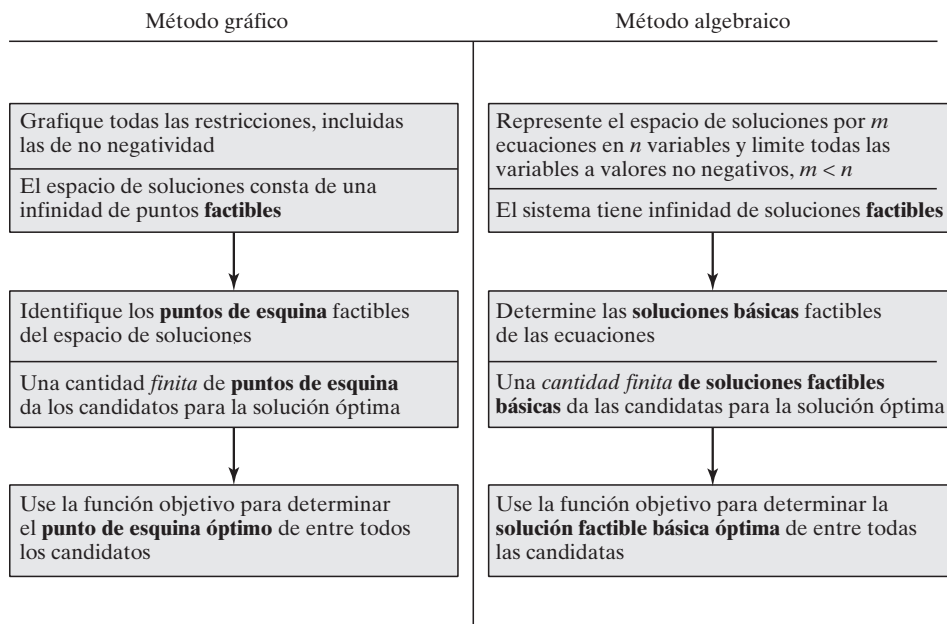 Método gráfico
Grafique todas las restricciones, incluidas
las de no negatividad
El espacio de soluciones consta de una
infinidad de puntos factibles
Identifique los puntos de esquina factibles
del espacio de soluciones
Una cantidad finita de puntos de esquina
da los candidatos para la solución óptima
Use la función objetivo para determinar
el punto de esquina óptimo de entre todos
los candidatos
Método algebraico
Represente el espacio de soluciones por m
ecuaciones en n variables y limite todas las
variables a valores no negativos, m < n
El sistema tiene infinidad de soluciones factibles
Determine las soluciones básicas factibles
de las ecuaciones
Una cantidad finita de soluciones factibles
básicas da las candidatas para la solución óptima
Use la función objetivo para determinar la
solución factible básica óptima de entre todas
las candidatas